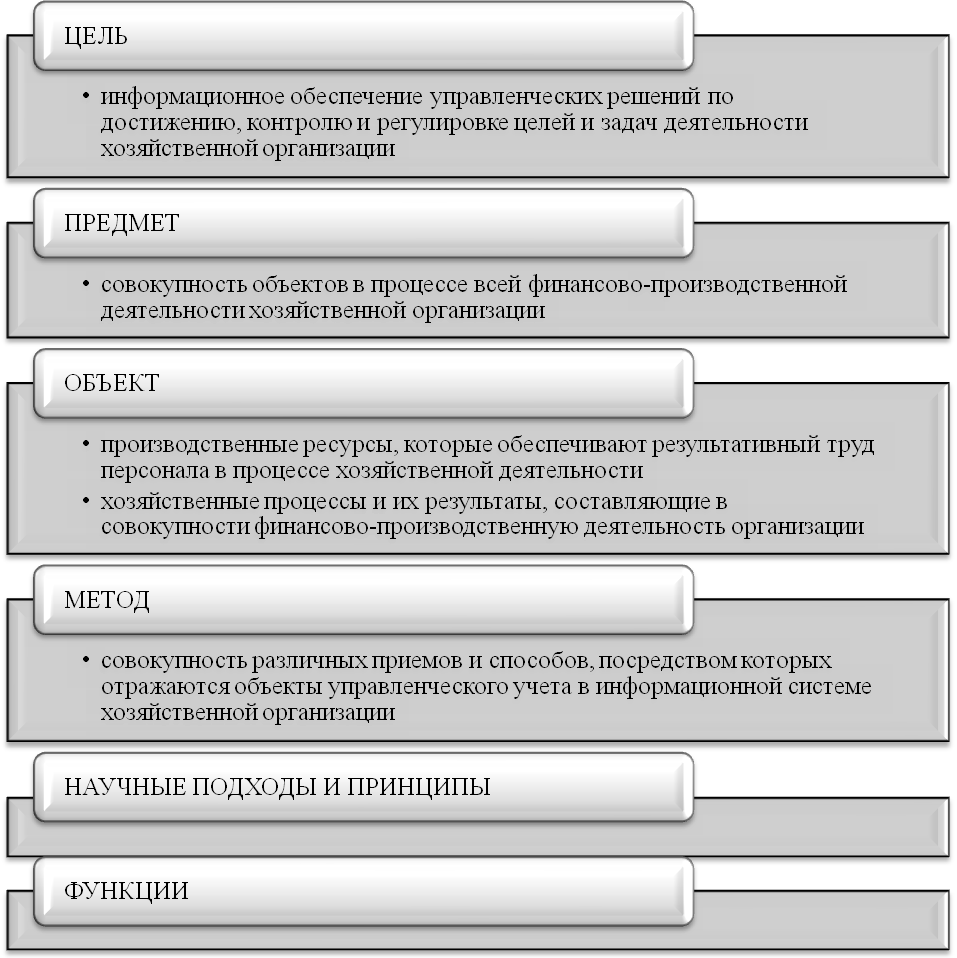 ЦЕЛЬ
• информационное обеспечение управленческих решений по
достижению, контролю и регулировке целей и задач деятельности
хозяйственной организации
ПРЕДМЕТ
• совокупность объектов в процессе всей финансово-производственной
деятельности хозяйственной организации
ОБЪЕКТ
• производственные ресурсы, которые обеспечивают результативный труд
персонала в процессе хозяйственной деятельности
• хозяйственные процессы и их результаты, составляющие в
совокупности финансово-производственную деятельность организации
МЕТОД
• совокупность различных приемов и способов, посредством которых
отражаются объекты управленческого учета в информационной системе
хозяйственной организации
НАУЧНЫЕ ПОДХОДЫ И ПРИНЦИПЫ
ФУНКЦИИ